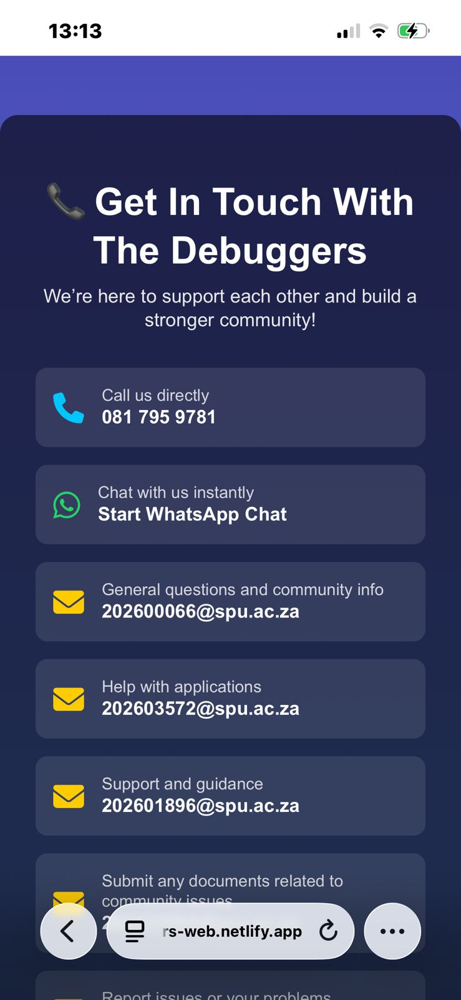 13:13
Get In Touch With
The Debuggers
We’re here to support each other and build a
stronger community!
Call us directly
081 795 9781
Chat with us instantly
Start WhatsApp Chat
General questions and community info
202600066@spu.ac.za
Help with applications
202603572@spu.ac.za
Support and guidance
202601896@spu.ac.za
Submit any documents related to
community issues
rs-web.netlify.app
Report issues or your problems